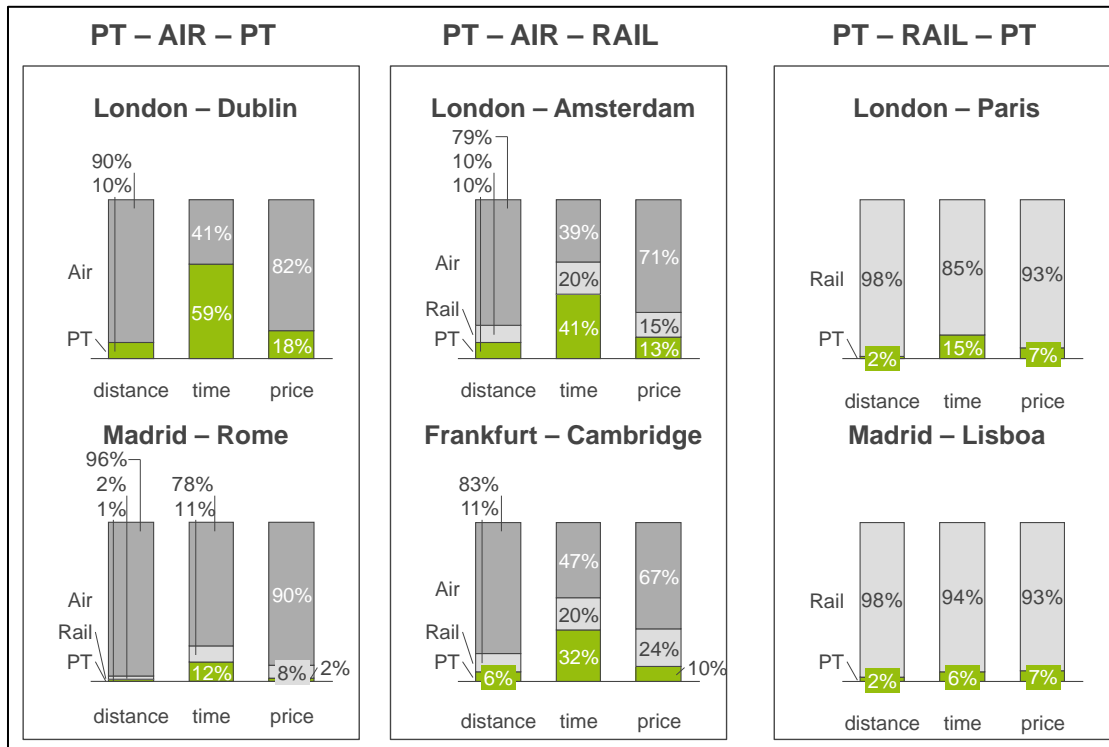 PT – AIR – PT
PT – AIR – RAIL
PT – RAIL – PT
London – Dublin
90%
10%
41%
82%
Air
59%
PT
18%
distance time price
Madrid – Rome
96%
2% 78%
1% 11%
90%
Air
Rail
PT
12%
8%
2%
distance time price
London – Amsterdam
79%
10%
10%
39%
71%
Air
20%
Rail
15%
PT
41%
13%
distance time price
Frankfurt – Cambridge
83%
11%
47%
67%
Air
20%
Rail
24%
PT
6%
32%
10%
distance time price
London – Paris
Rail
98%
85%
93%
PT
2%
15%
7%
distance time price
Madrid – Lisboa
Rail
98%
94%
93%
PT
2%
6%
7%
distance time price